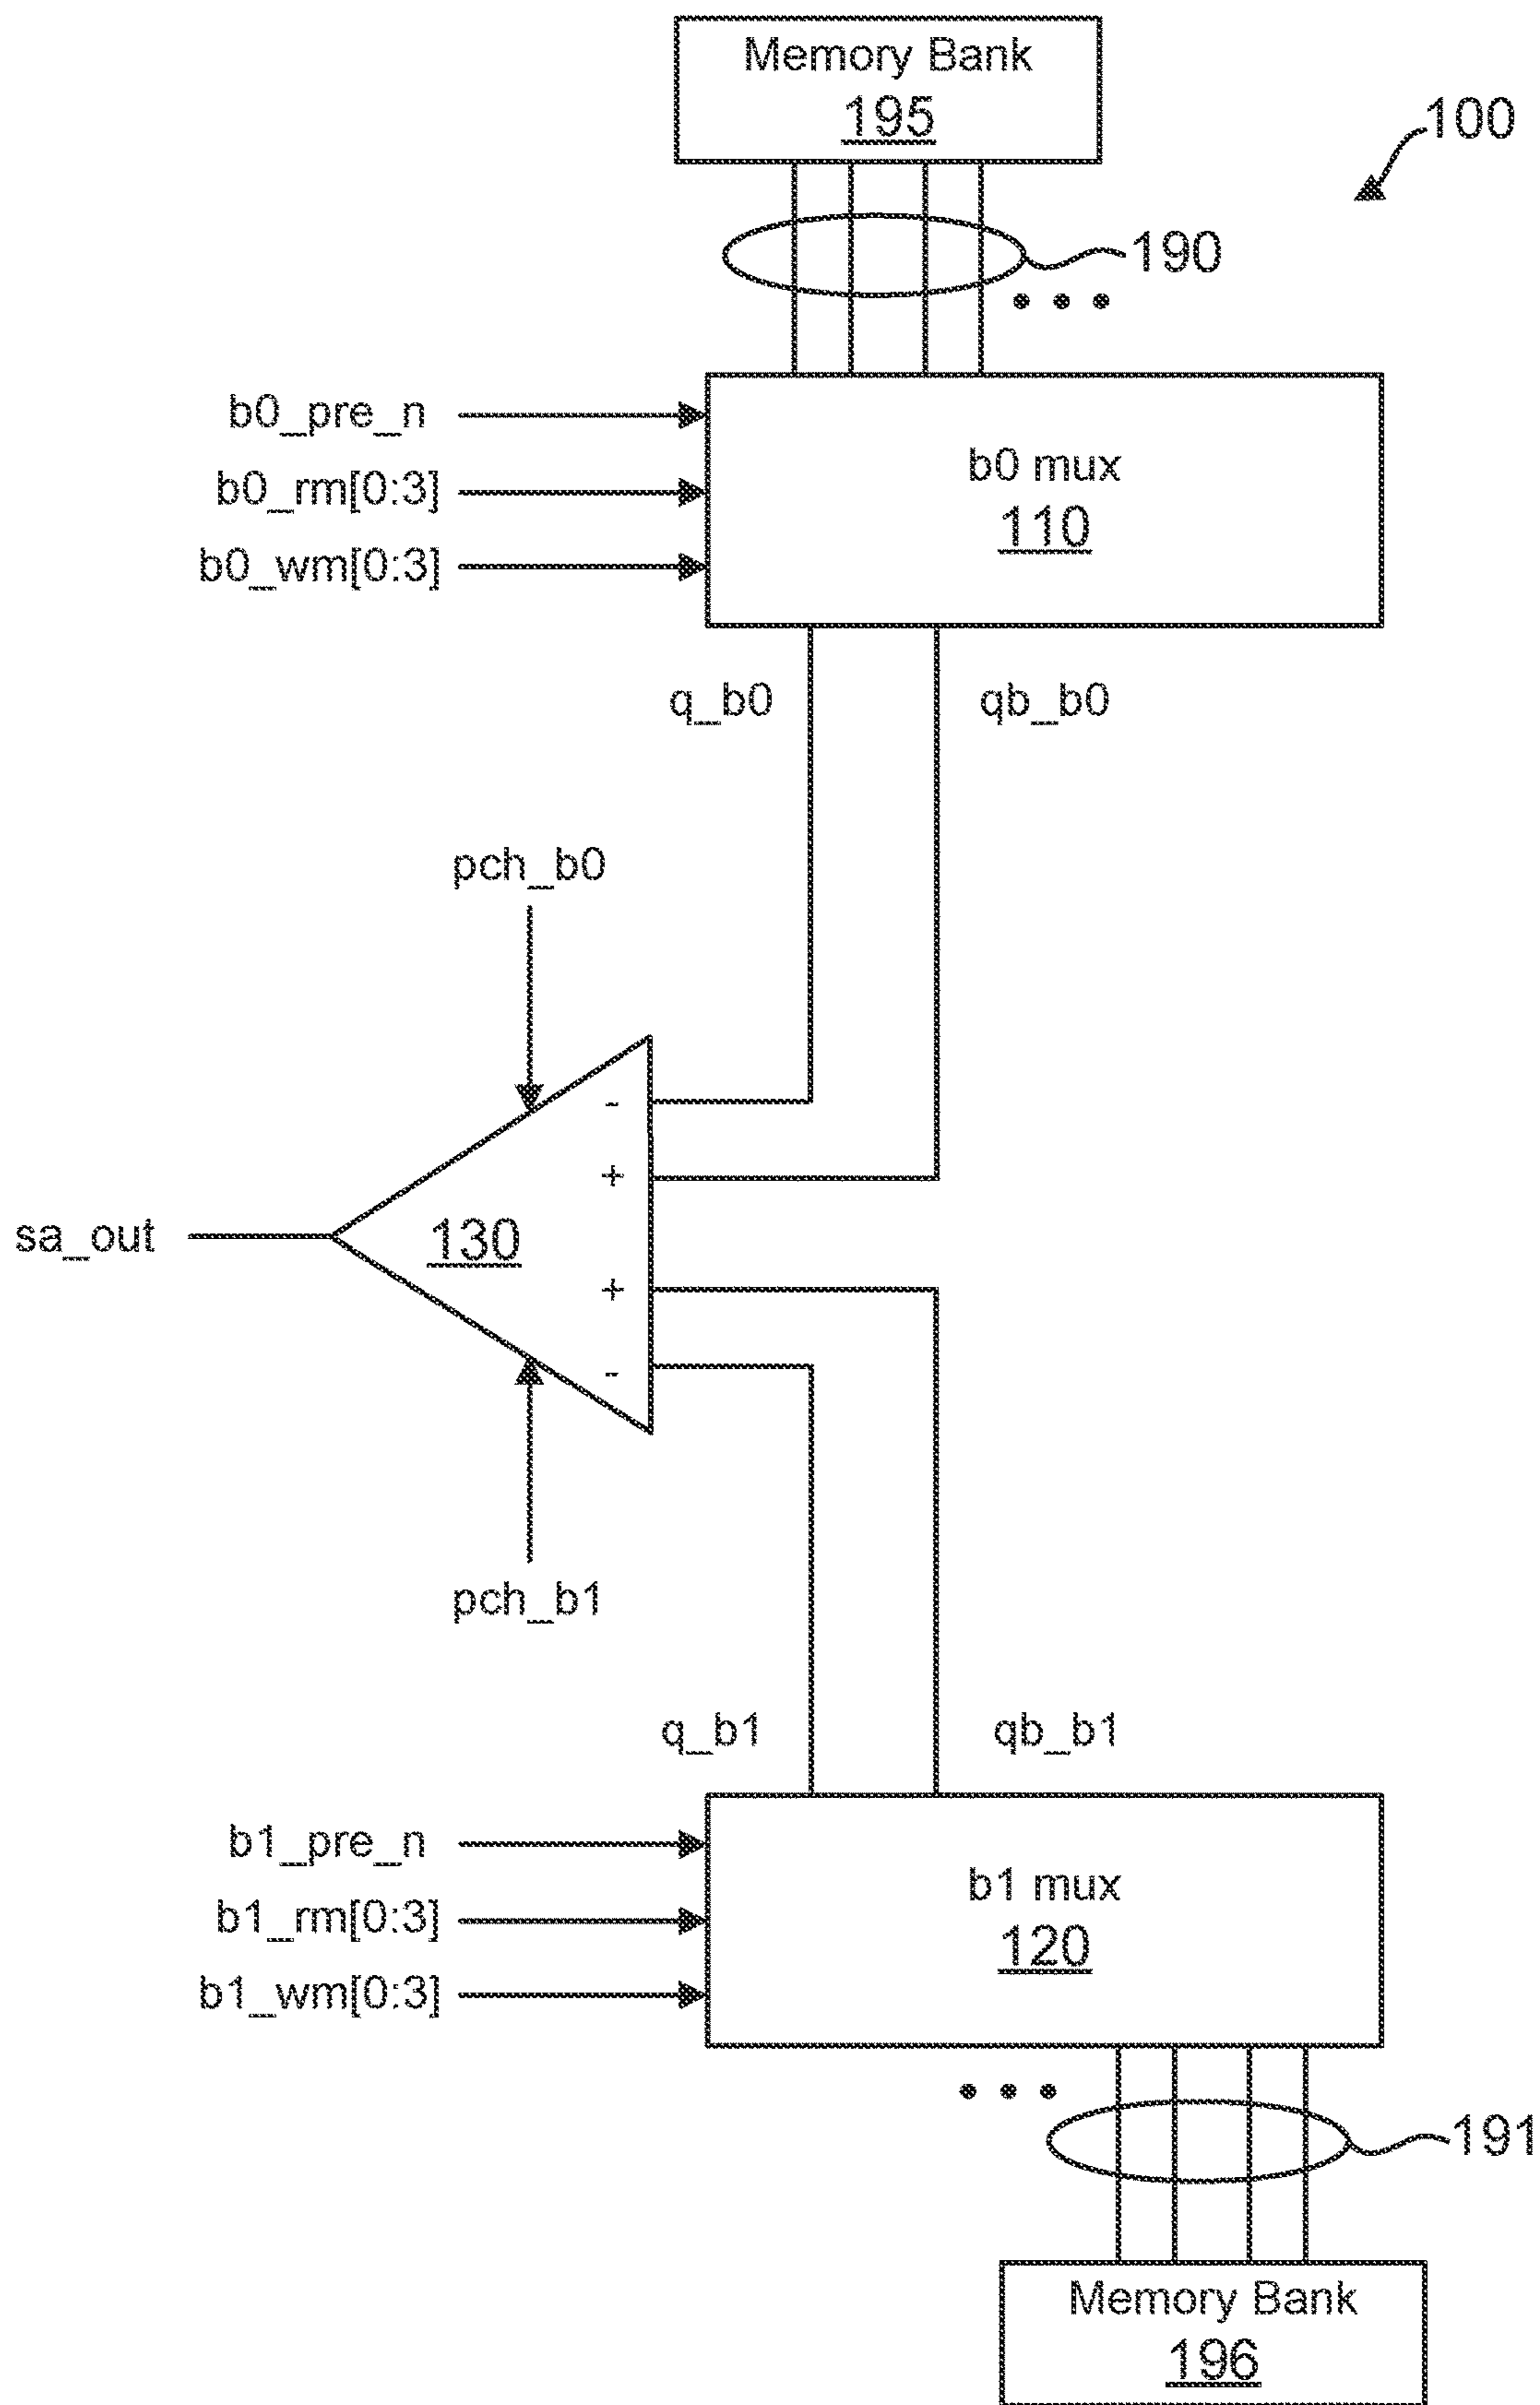 Memory Bank
195
100
190
b0_pre_n
b0_rm[0:3]
b0_wm[0:3]
b0 mux
110
q_b0
qb_b0
pch_b0
-
+
sa_out
130
+
-
pch_b1
q_b1
qb_b1
b1_pre_n
b1_rm[0:3]
b1_wm[0:3]
b1 mux
120
191
Memory Bank
196